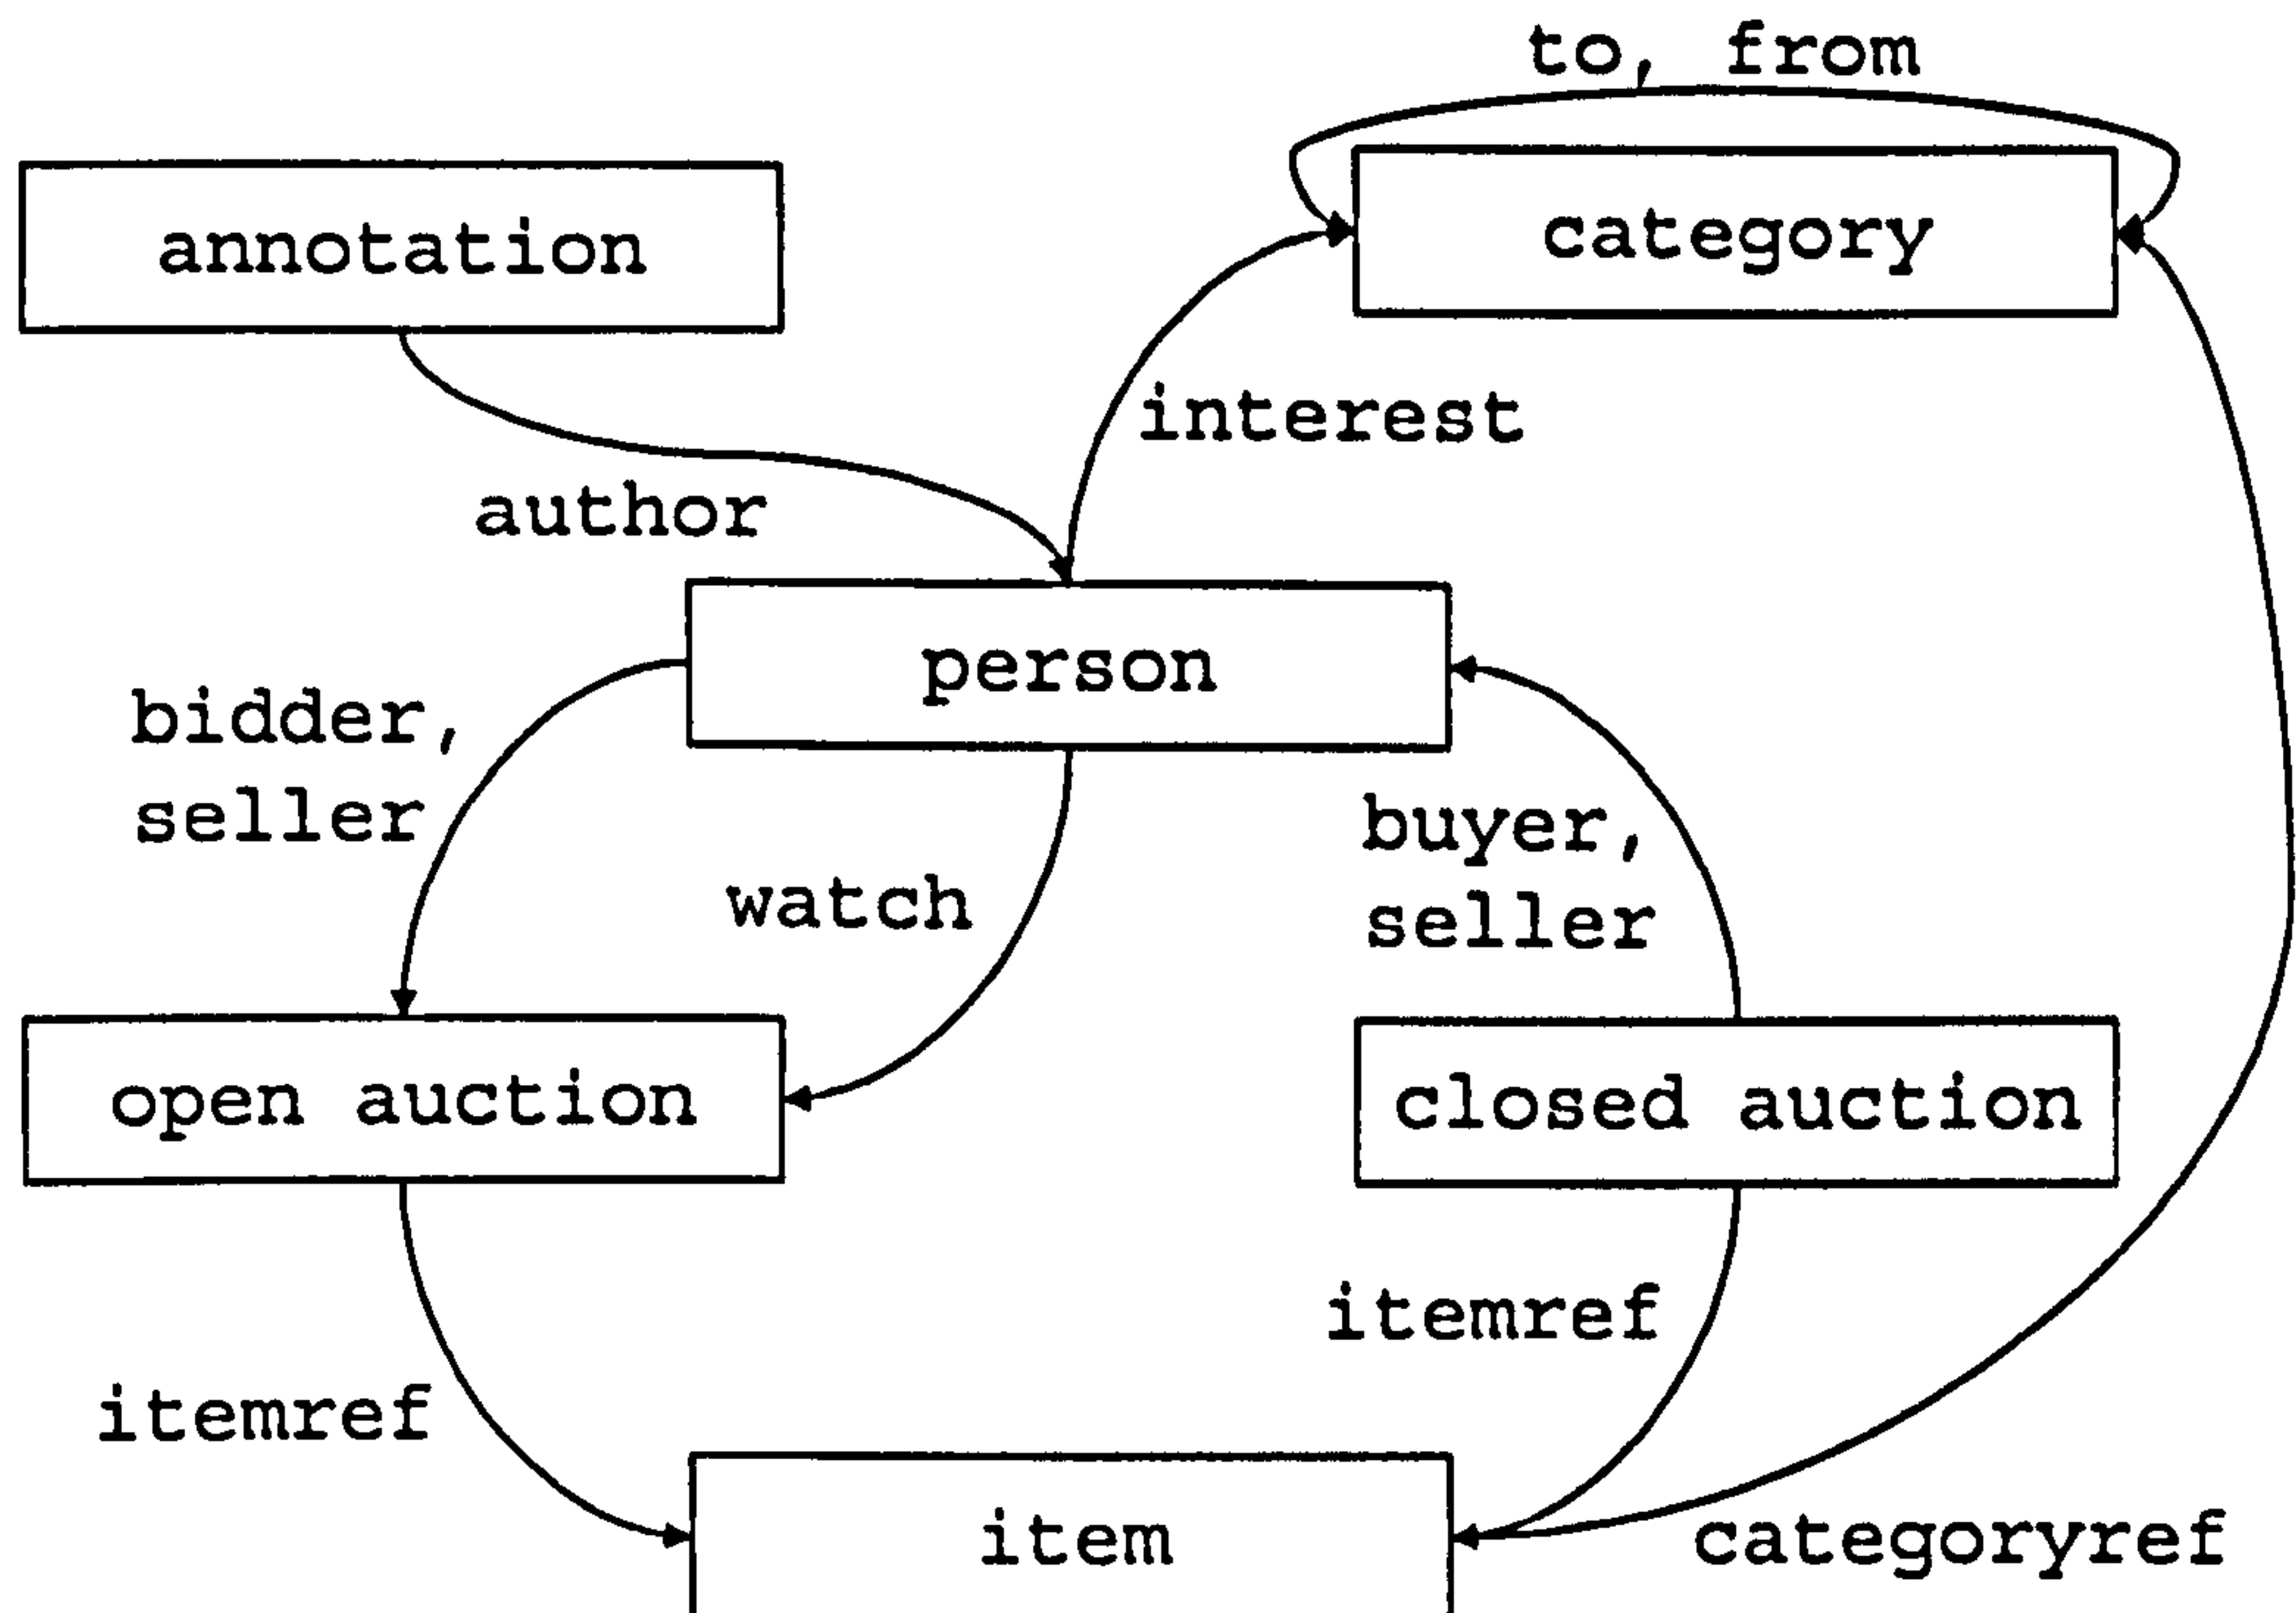 to, from
annotation
category
interest
author
person
bidder,
seller
buyer,
seller
watch
open auction
closed auction
itemref
itemref
item
categoryref